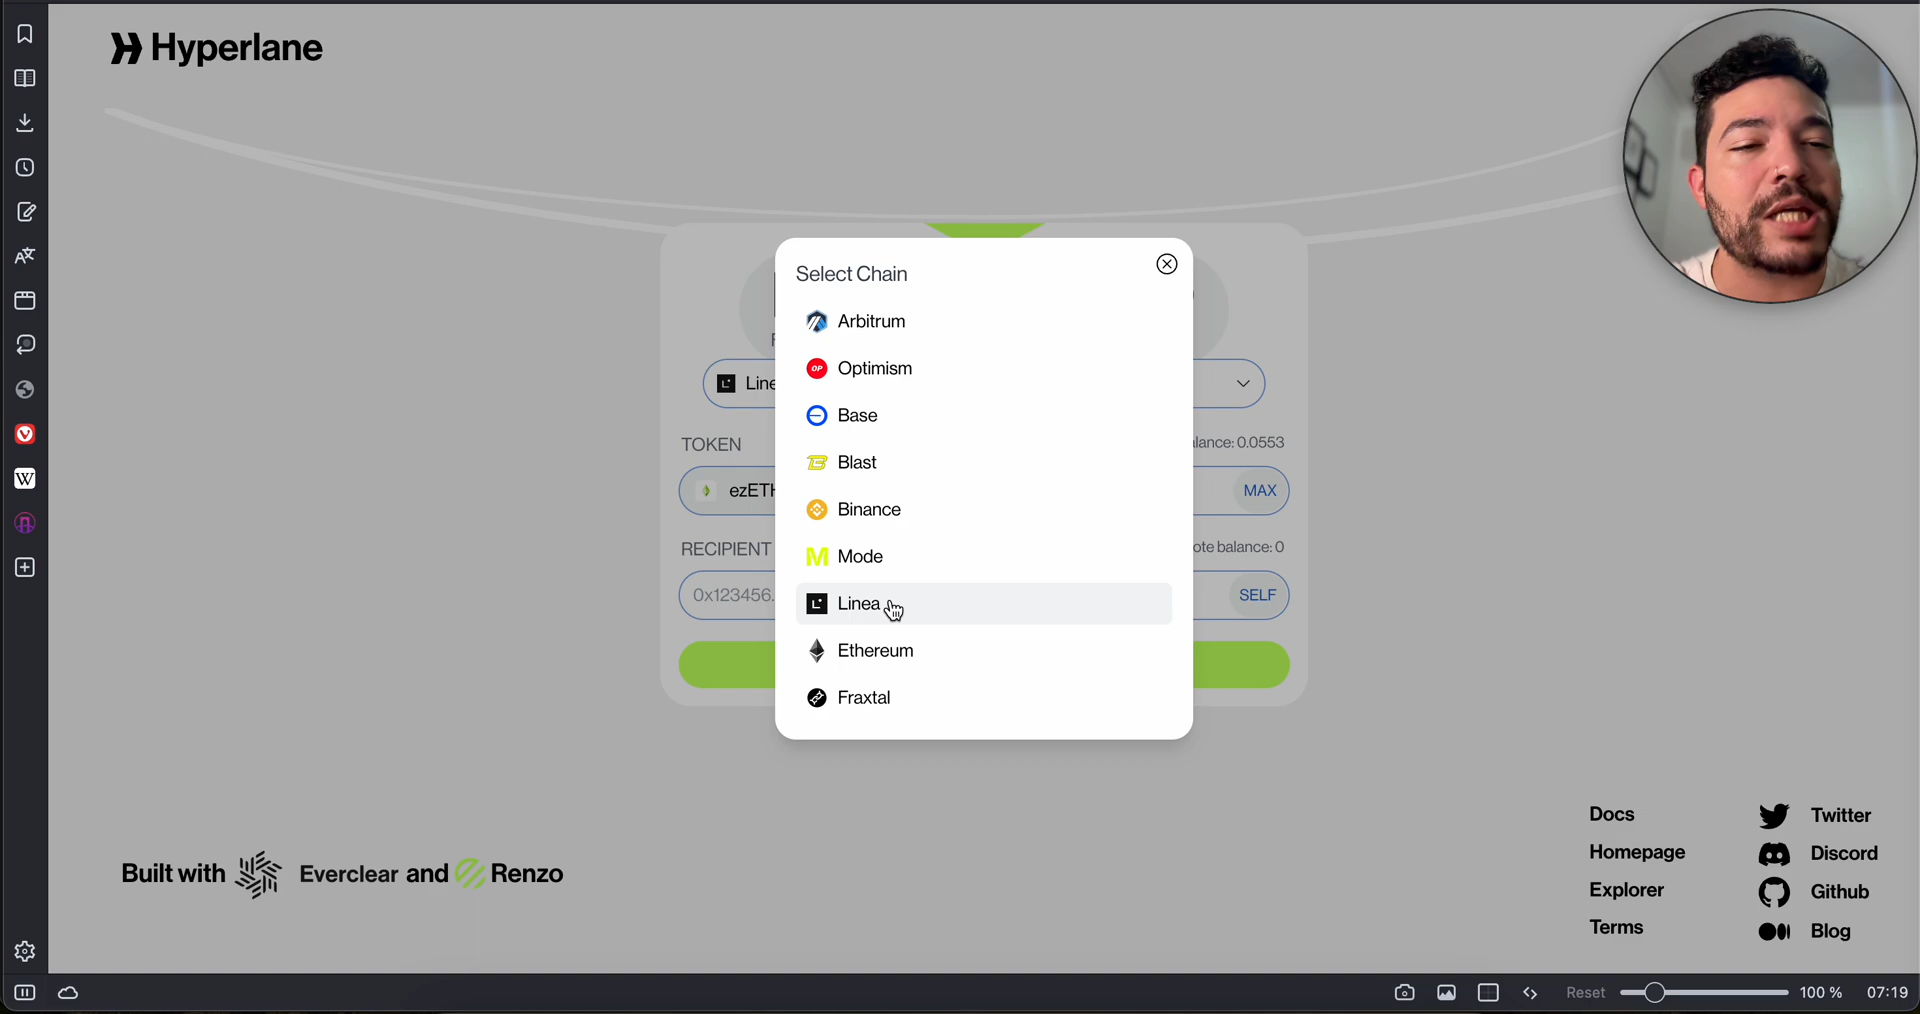 Hyperlane
Select Chain
Arbitrum
Optimism
Base
Blast
Binance
Mode
Linea
Ethereum
Fraxtal
Line
TOKEN
lance: 0.0553
ezETH
MAX
RECIPIENT
ote balance: 0
0x123456.
SELF
Built with Everclear and Renzo
Docs
Homepage
Explorer
Terms
Twitter
Discord
Github
Blog
Reset
100 %
07:19